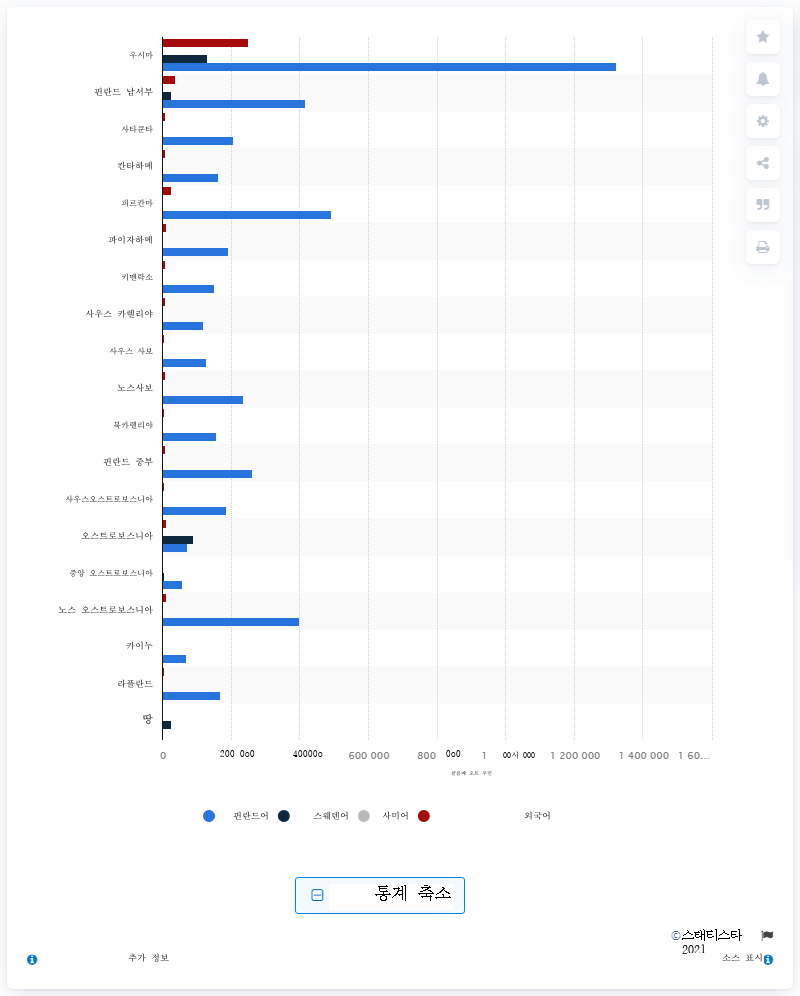 우시마
핀란드 남서부
사타쿤타
칸타하메
피르칸마
파이자하메
키멘락소
사우스 카렐리아
사우스 사보
노스사보
북카렐리아
핀란드 중부
사우스오스트로보스니아
오스트로보스니아
중앙 오스트로보스니아
노스 오스트로보스니아
카이누
라플란드
땅
0 200 0o0 40000o 600 000 800 0o0 1 00시 000 1 200 000 1 400 000 1 60...
핀란드어 스웨덴어 사미어 외국어
통계 축소
©스태티스타
2021
추가 정보 소스 표시